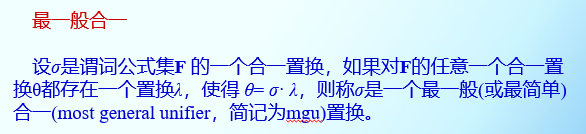 最一般合一
设σ是谓词公式集F 的一个合一置换，如果对F的任意一个合一置
换θ都存在一个置换λ，使得 θ= σ· λ，则称σ是一个最一般(或最简单)
合一(most general unifier，简记为mgu)置换。